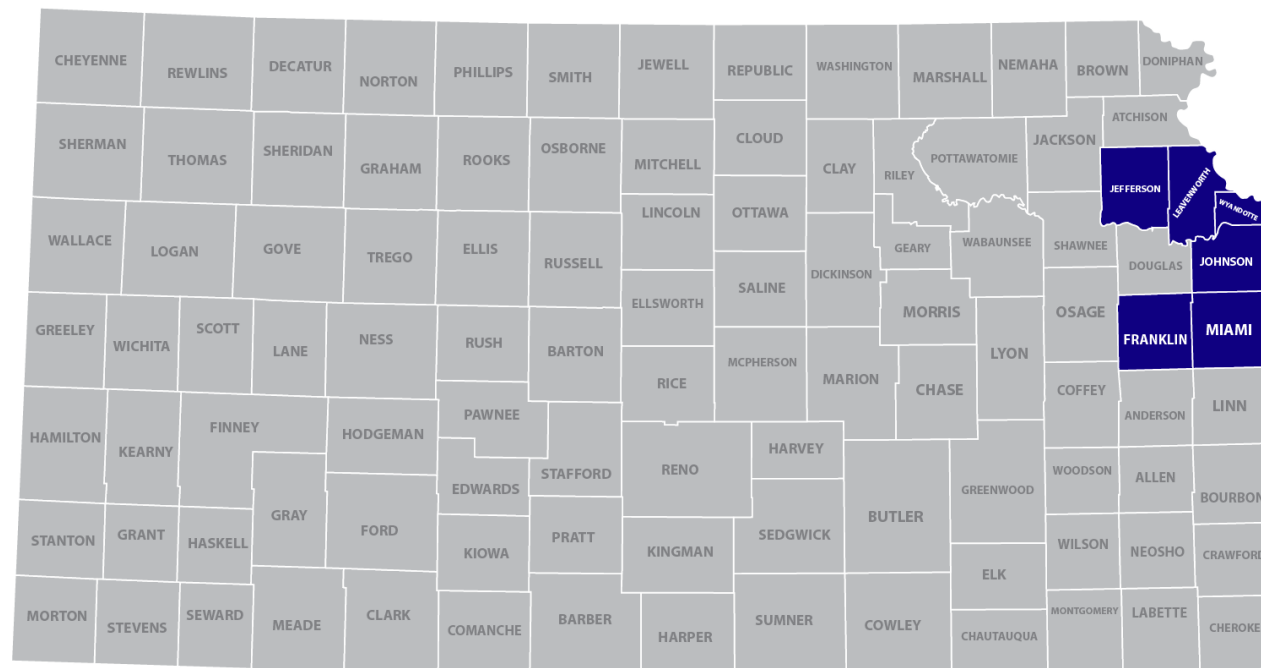 CHEYENNE
REWLINS
DECATUR
NORTON
PHILLIPS
SMITH
JEWELL
REPUBLIC
WASHINGTON
MARSHALL
NEMAHA
BROWN
DONIPHAN
SHERMAN
THOMAS
SHERIDAN
GRAHAM
ROOKS
OSBORNE
MITCHELL
CLOUD
CLAY
RILEY
POTTAWATOMIE
JACKSON
ATCHISON
JEFFERSON
LEAVENWORTH
WYANDOTTE
WALLACE
LOGAN
GOVE
TREGO
ELLIS
RUSSELL
LINCOLN
OTTAWA
GEARY
WABAUNSEE
SHAWNEE
DOUGLAS
JOHNSON
ELLSWORTH
SALINE
DICKINSON
MORRIS
OSAGE
FRANKLIN
MIAMI
GREELEY
WICHITA
SCOTT
LANE
NESS
RUSH
BARTON
RICE
MCPHERSON
MARION
CHASE
LYON
COFFEY
ANDERSON
LINN
HAMILTON
KEARNY
FINNEY
HODGEMAN
PAWNEE
EDWARDS
STAFFORD
RENO
HARVEY
BUTLER
GREENWOOD
WOODSON
ALLEN
BOURBON
STANTON
GRANT
HASKELL
GRAY
FORD
KIOWA
PRATT
KINGMAN
SEDGWICK
ELK
WILSON
NEOSHO
CRAWFORD
MORTON
STEVENS
SEWARD
MEADE
CLARK
COMANCHE
BARBER
HARPER
SUMNER
COWLEY
CHAUTAUQUA
MONTGOMERY
LABETTE
CHEROKE